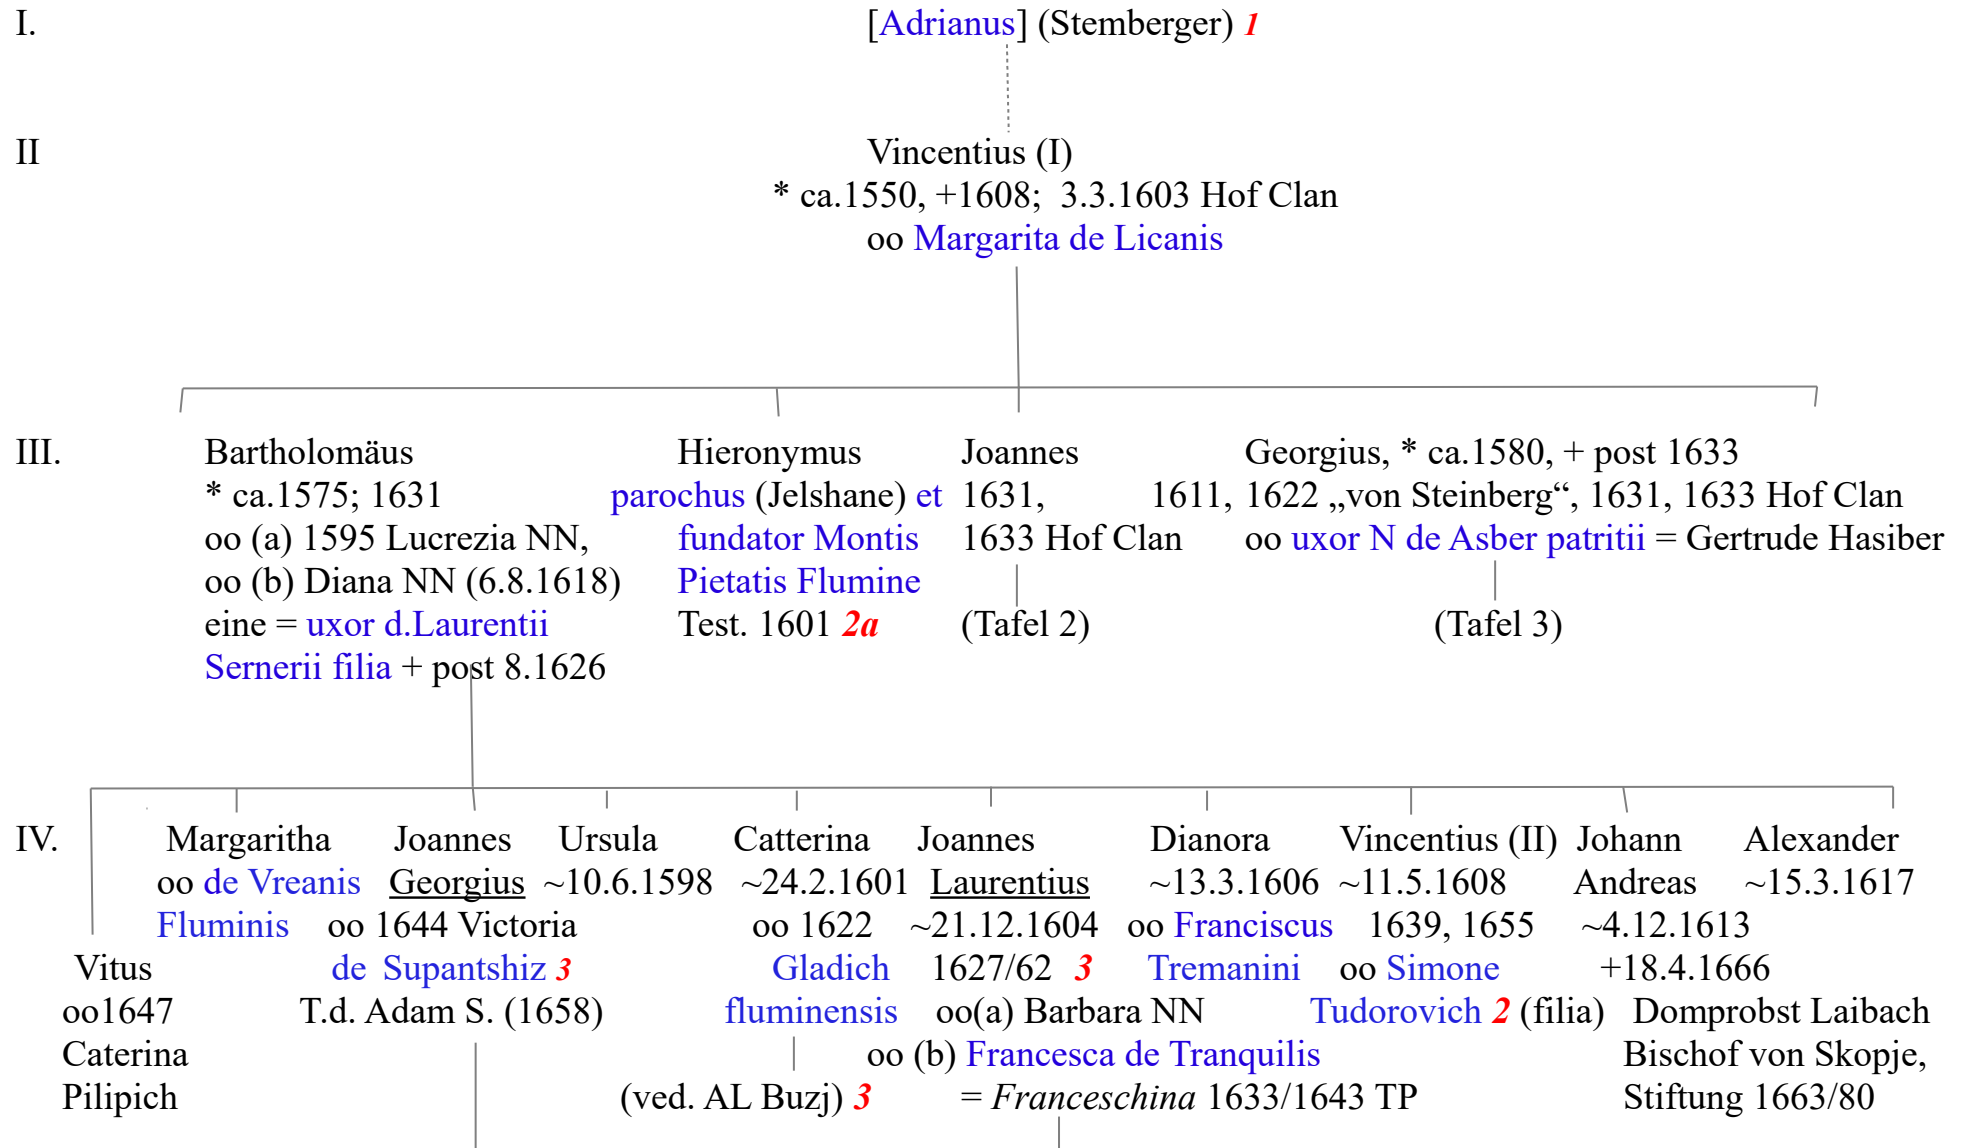 I. [Adrianus] (Stemberger) 1
II Vincentius (I)
* ca.1550, +1608; 3.3.1603 Hof Clan
oo Margarita de Licanis
III. Bartholomäus
* ca.1575; 1631
oo (a) 1595 Lucrezia NN,
oo (b) Diana NN (6.8.1618)
eine = uxor d.Laurentii
Sernerii filia + post 8.1626
Hieronymus
parochus (Jelshane) et
fundator Montis
Pietatis Flumine
Test. 1601 2a
Joannes
1631,
1633 Hof Clan
(Tafel 2)
Georgius, * ca.1580, + post 1633
1611, 1622 „von Steinberg“, 1631, 1633 Hof Clan
oo uxor N de Asber patritii = Gertrude Hasiber
(Tafel 3)
IV.
Vitus
oo1647
Caterina
Pilipich
Margaritha
oo de Vreanis
Fluminis
Joannes
Georgius
oo 1644 Victoria
de Supantshiz 3
T.d. Adam S. (1658)
Ursula
~10.6.1598
Catterina
~24.2.1601
oo 1622
Gladich
fluminensis
(ved. AL Buzj) 3
Joannes
Laurentius
~21.12.1604
1627/62 3
oo(a) Barbara NN
oo (b) Francesca de Tranquilis
= Franceschina 1633/1643 TP
Dianora
~13.3.1606
oo Franciscus
Tremanini
Vincentius (II)
~11.5.1608
1639, 1655
oo Simone
Tudorovich 2 (filia)
Johann
Andreas
~4.12.1613
+18.4.1666
Domprobst Laibach
Bischof von Skopje,
Stiftung 1663/80
Alexander
~15.3.1617